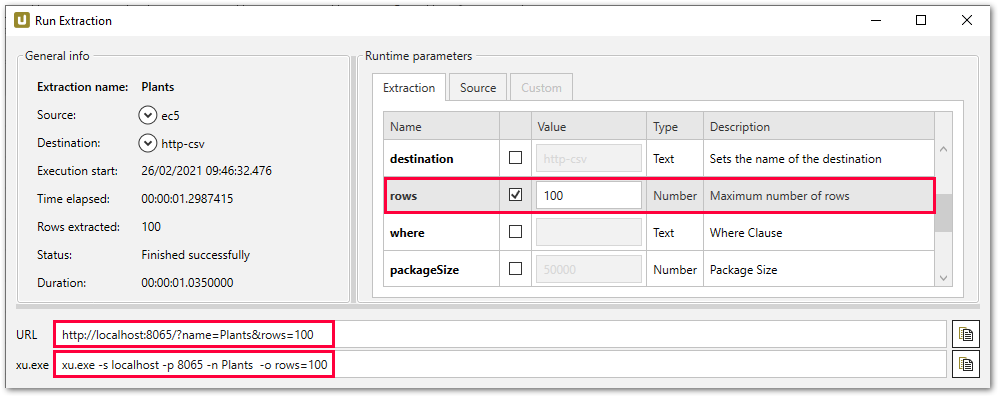 Run Extraction
General info
Extraction name: Plants
Source: ec5
Destination: http-csv
Execution start: 26/02/2021 09:46:32.476
Time elapsed: 00:00:01.2987415
Rows extracted: 100
Status: Finished successfully
Duration: 00:00:01.0350000
Runtime parameters
Extraction Source Custom
Name Value Type Description
destination http-csv Text Sets the name of the destination
rows 100 Number Maximum number of rows
where Text Where Clause
packageSize 50000 Number Package Size
URL http://localhost:8065/?name=Plants&rows=100
xu.exe xu.exe -s localhost -p 8065 -n Plants  -o rows=100